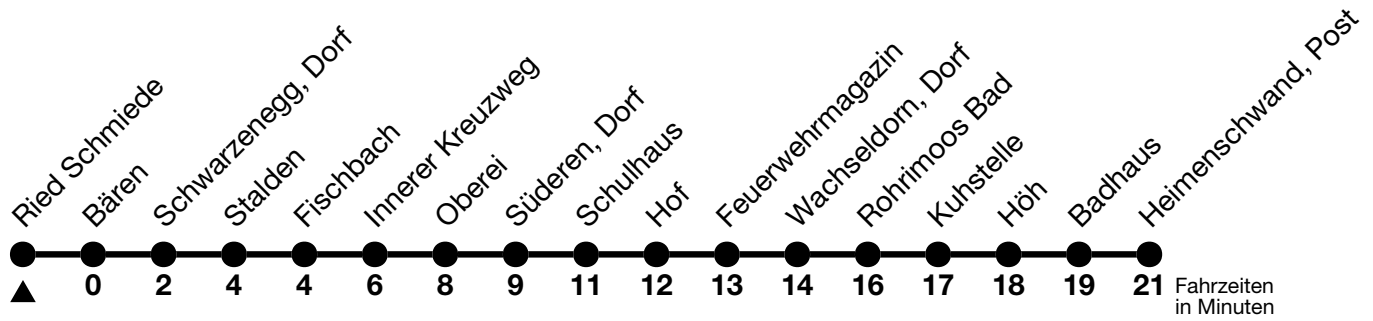 Ried Schmiede
Bären
Schwarzenegg, Dorf
Stalden
Fischbach
Innerer Kreuzweg
Oberei
Süderen, Dorf
Schulhaus
Hof
Feuerwehrmagazin
Wachseldorn, Dorf
Rohrimoos Bad
Kuhstelle
Höh
Badhaus
Heimenschwand, Post
0 2 4 4 6 8 9 11 12 13 14 16 17 18 19 21 Fahrzeiten
in Minuten